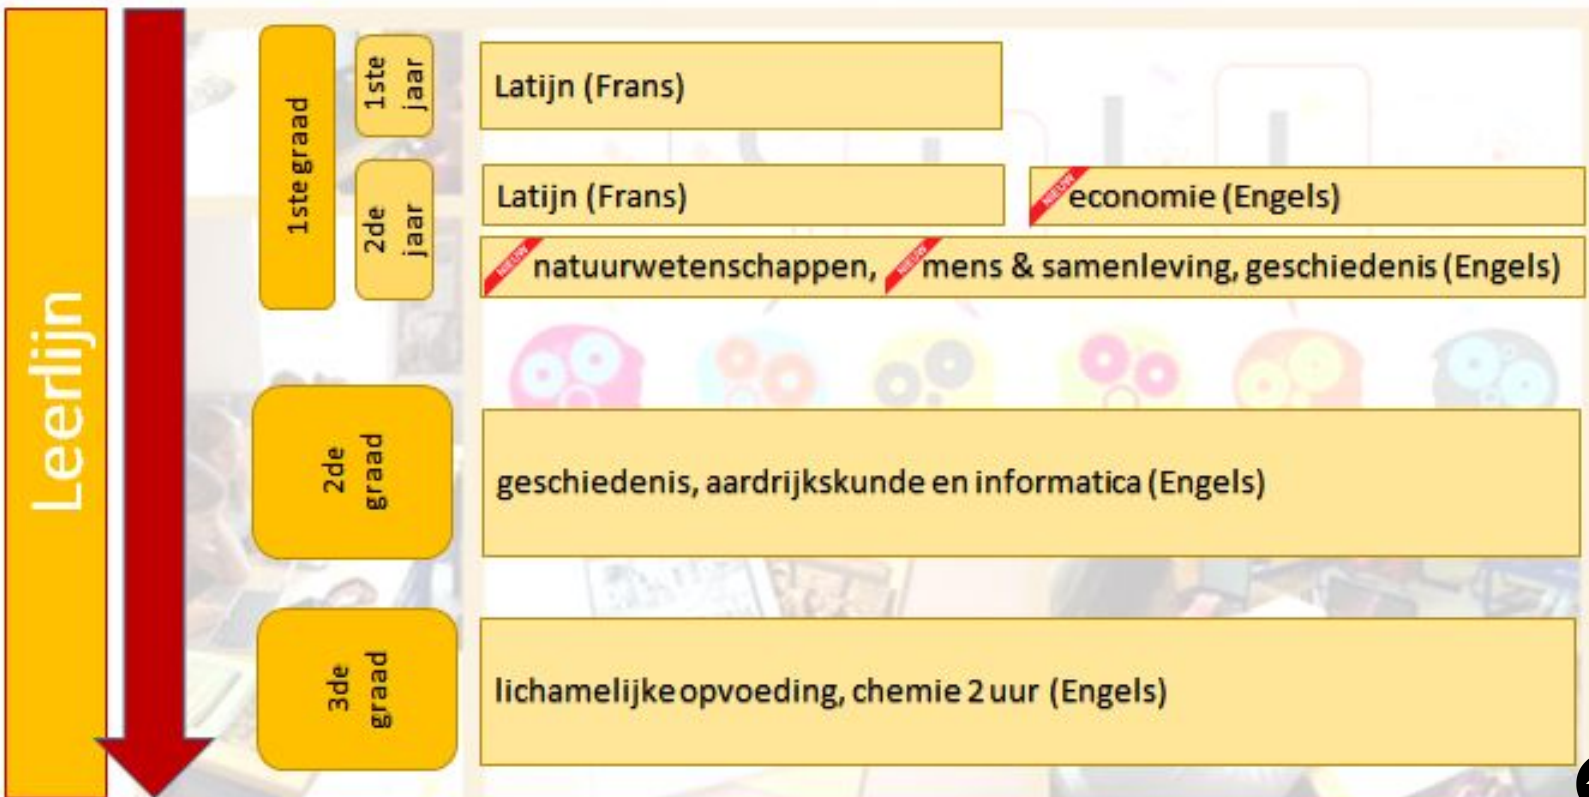 Leerlijn
1ste graad
1ste
jaar
Latijn (Frans)
2de
jaar
Latijn (Frans)
NIEUW economie (Engels)
NIEUW natuurwetenschappen, NIEUW mens & samenleving, geschiedenis (Engels)
2de
graad
geschiedenis, aardrijkskunde en informatica (Engels)
3de
graad
lichamelijke opvoeding, chemie 2 uur (Engels)